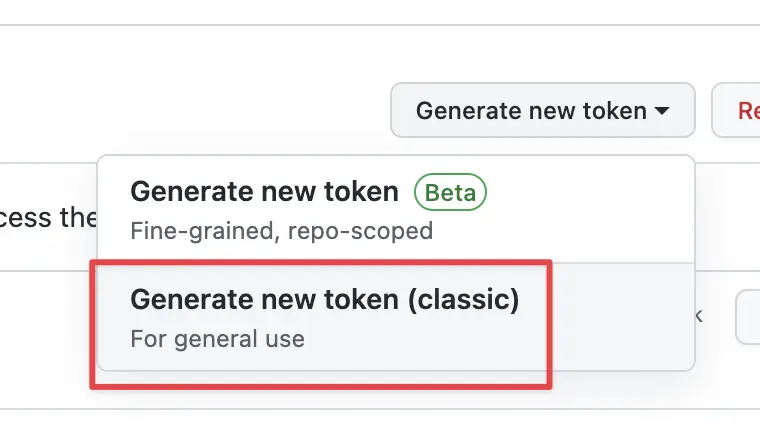 Generate new token
Generate new token Beta
Fine-grained, repo-scoped
cess the
Generate new token (classic)
For general use